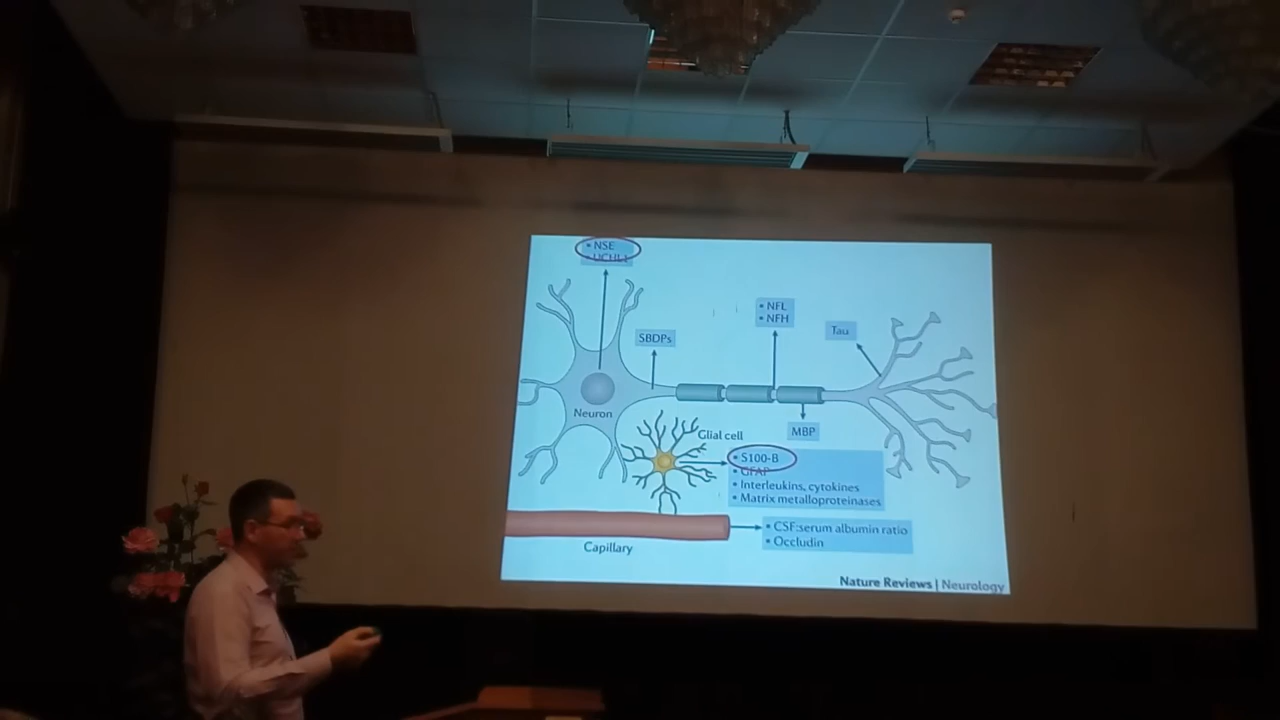 • NSE
• UCHL1
• NFL
• NFH
Tau
SBDPs
Neuron
MBP
Glial cell
• S100-B
• GFAP
• Interleukins, cytokines
• Matrix metalloproteinases
• CSF:serum albumin ratio
• Occludin
Capillary
Nature Reviews | Neurology